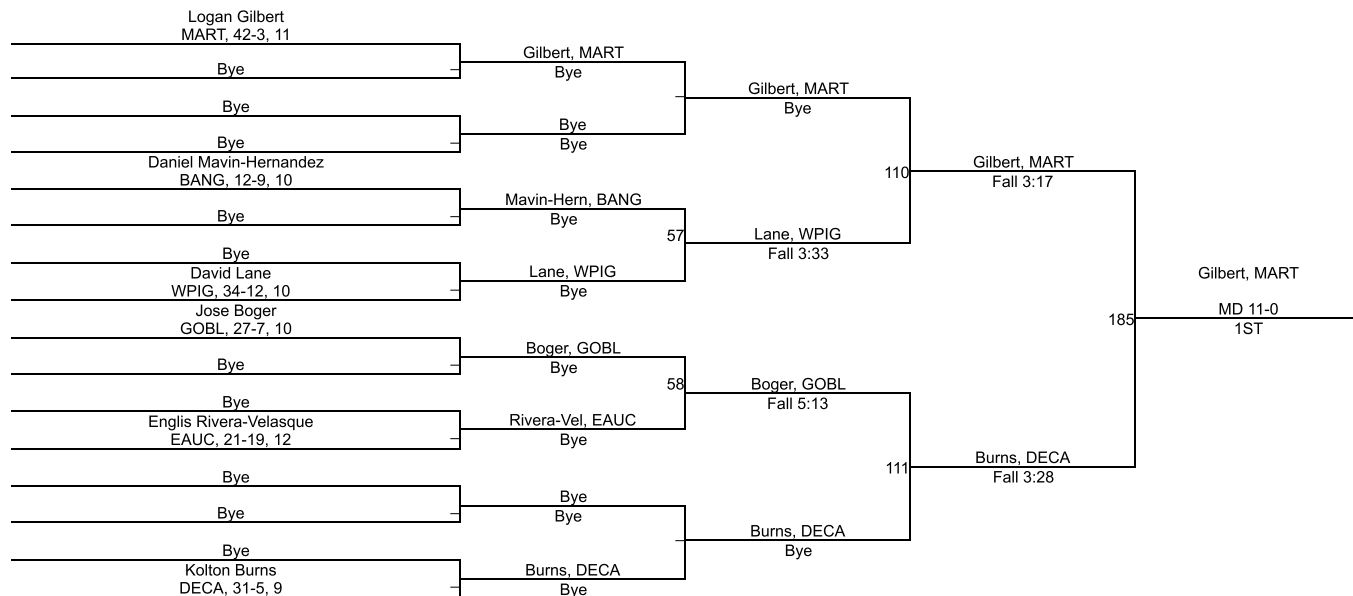 Logan Gilbert
MART, 42-3, 11
Bye
Bye
Bye
Daniel Mavin-Hernandez
BANG, 12-9, 10
Bye
Bye
David Lane
WPIG, 34-12, 10
Jose Boger
GOBL, 27-7, 10
Bye
Bye
Englis Rivera-Velasque
EAUC, 21-19, 12
Bye
Bye
Bye
Kolton Burns
DECA, 31-5, 9
Gilbert, MART
Bye
Bye
Bye
Mavin-Hern, BANG
Bye
57
Lane, WPIG
Bye
Boger, GOBL
Bye
58
Rivera-Vel, EAUC
Bye
Bye
Bye
Burns, DECA
Bye
Gilbert, MART
Bye
110
Lane, WPIG
Fall 3:33
Boger, GOBL
Fall 5:13
111
Burns, DECA
Bye
Gilbert, MART
Fall 3:17
185
Burns, DECA
Fall 3:28
Gilbert, MART
MD 11-0
1ST